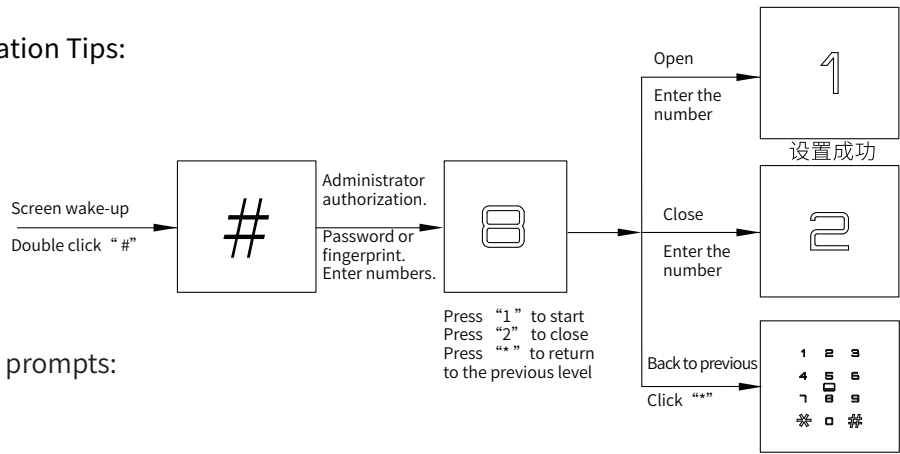 ation Tips:
Screen wake-up
Double click “ #”
#
Administrator
authorization.
Password or
fingerprint.
Enter numbers.
8
Press “1 ” to start
Press “2” to close
Press “* ” to return
to the previous level
Open
Enter the
number
1
设置成功
Close
Enter the
number
2
Back to previous
Click “*”
1 2 3
4 5 6
7 8 9
* 0 #
prompts: